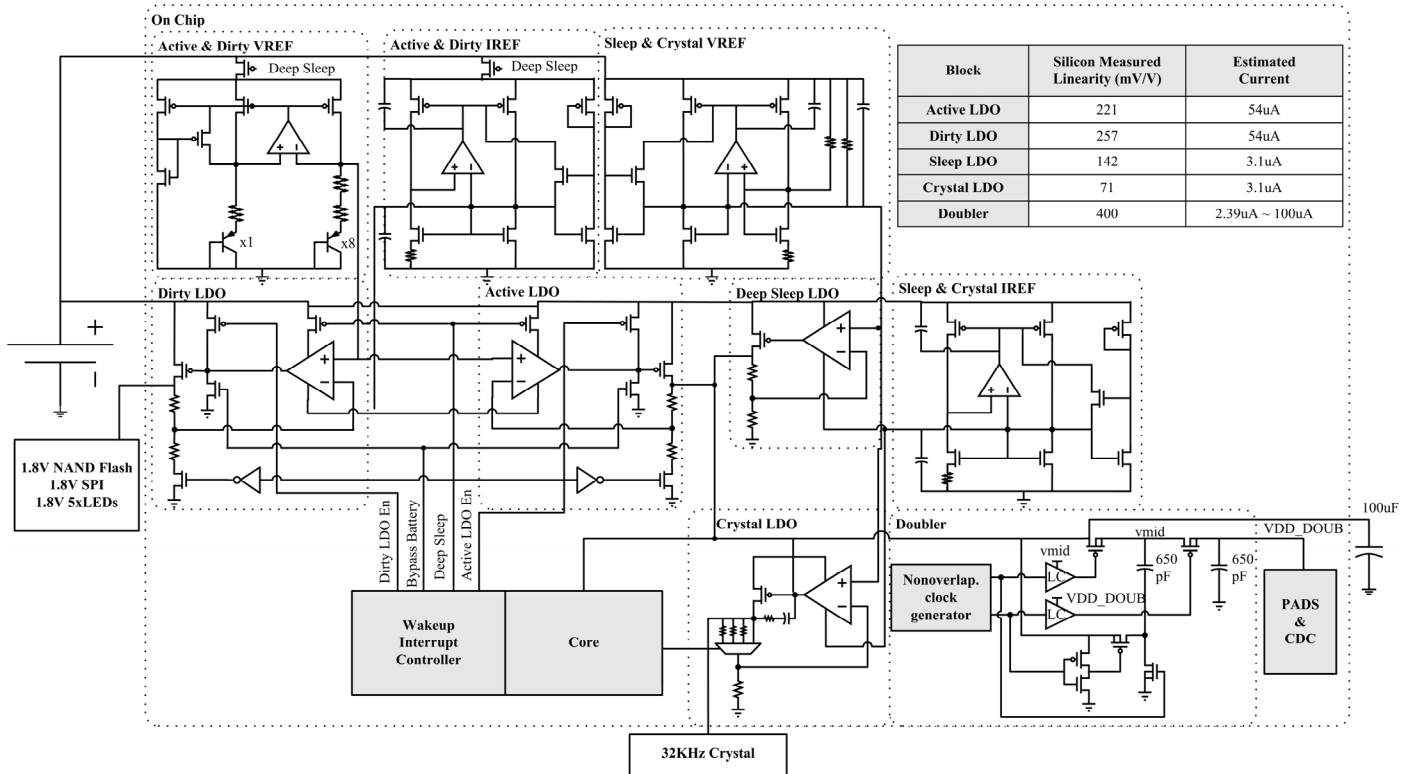 On Chip
Active & Dirty VREF
Deep Sleep
+ −
x1
x8
Active & Dirty IREF
Deep Sleep
+ −
Sleep & Crystal VREF
+ −
Block
Silicon Measured
Linearity (mV/V)
Estimated
Current
Active LDO
221
54uA
Dirty LDO
257
54uA
Sleep LDO
142
3.1uA
Crystal LDO
71
3.1uA
Doubler
400
2.39uA ~ 100uA
+
−
Dirty LDO
+
−
Active LDO
+
−
Deep Sleep LDO
+
−
Sleep & Crystal IREF
+ −
1.8V NAND Flash
1.8V SPI
1.8V 5xLEDs
Dirty LDO En
Bypass Battery
Deep Sleep
Active LDO En
Wakeup
Interrupt
Controller
Core
Crystal LDO
+
−
32KHz Crystal
Doubler
Nonoverlap.
clock
generator
vmid
LC
VDD_DOUB
LC
vmid
650
pF
650
pF
VDD_DOUB
100uF
PADS
&
CDC